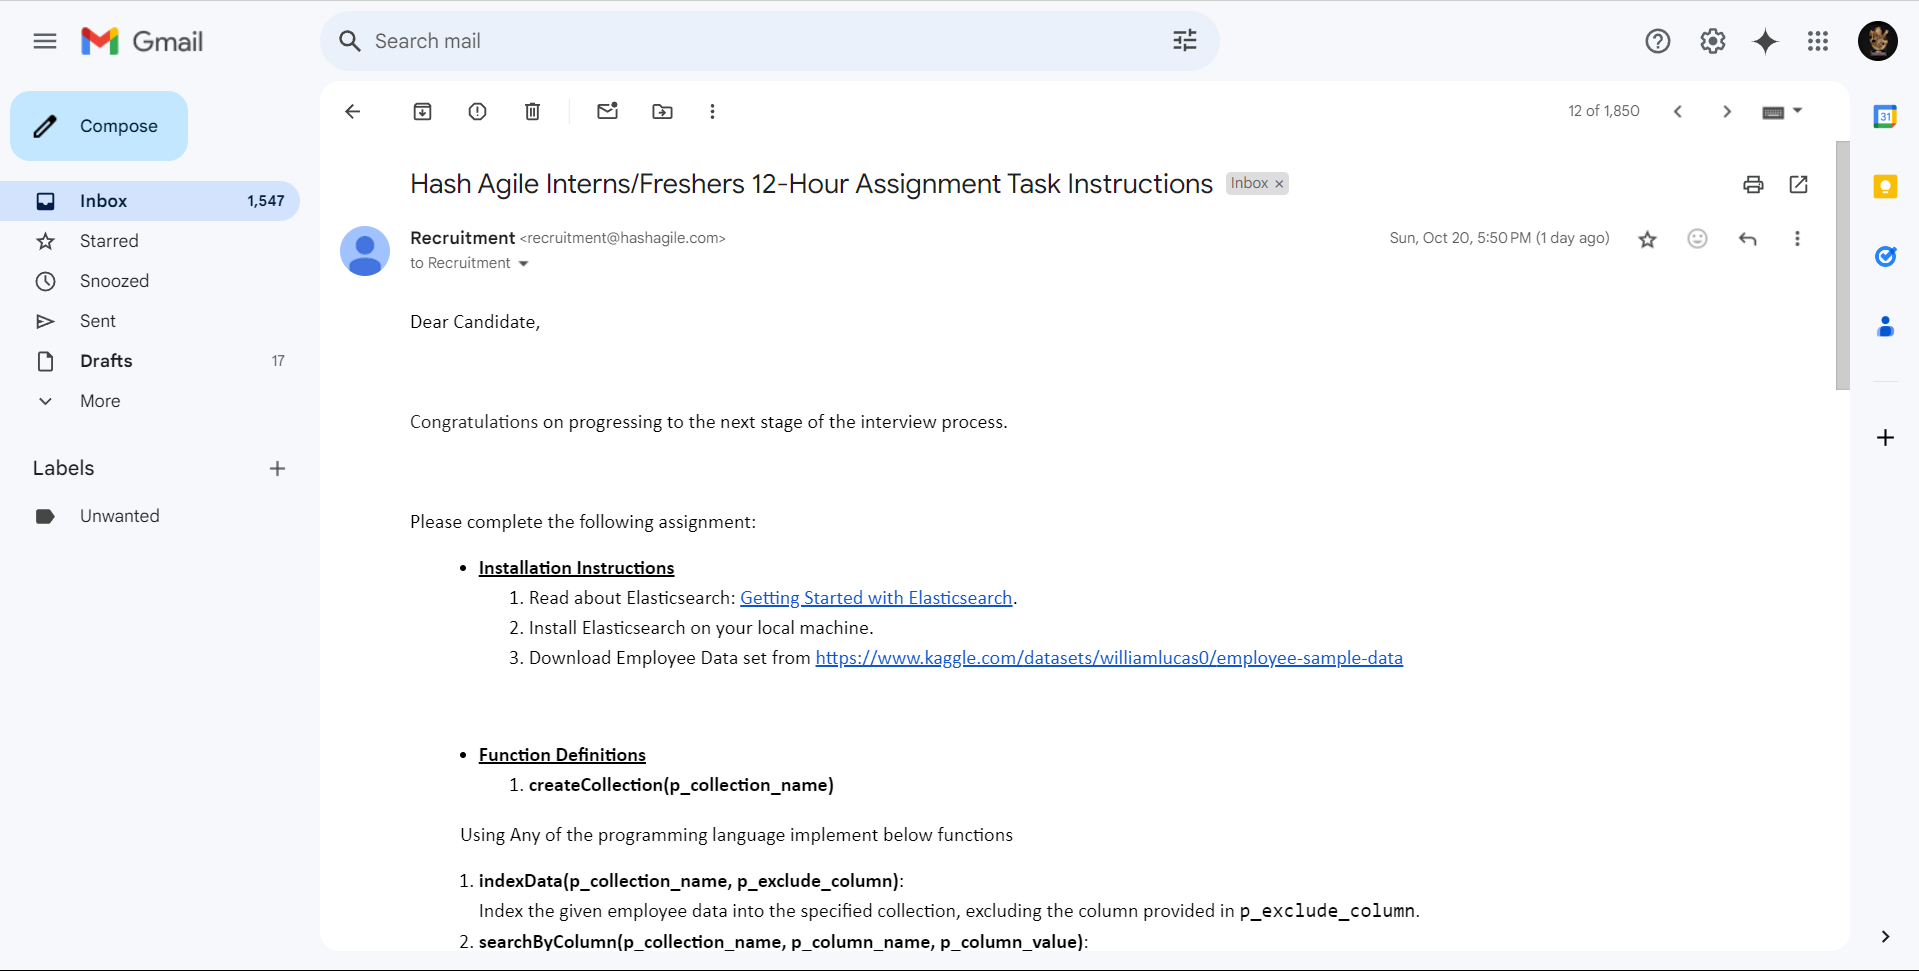 Gmail
Search mail
Compose
12 of 1,850
31
Hash Agile Interns/Freshers 12-Hour Assignment Task Instructions Inbox ×
Inbox 1,547
Starred
Snoozed
Sent
Drafts 17
More
Labels
Unwanted
Recruitment <recruitment@hashagile.com> Sun, Oct 20, 5:50 PM (1 day ago)
to Recruitment
Dear Candidate,
Congratulations on progressing to the next stage of the interview process.
Please complete the following assignment:
• Installation Instructions
1. Read about Elasticsearch: Getting Started with Elasticsearch.
2. Install Elasticsearch on your local machine.
3. Download Employee Data set from https://www.kaggle.com/datasets/williamlucas0/employee-sample-data
• Function Definitions
1. createCollection(p_collection_name)
Using Any of the programming language implement below functions
1. indexData(p_collection_name, p_exclude_column):
Index the given employee data into the specified collection, excluding the column provided in p_exclude_column.
2. searchByColumn(p_collection_name, p_column_name, p_column_value):